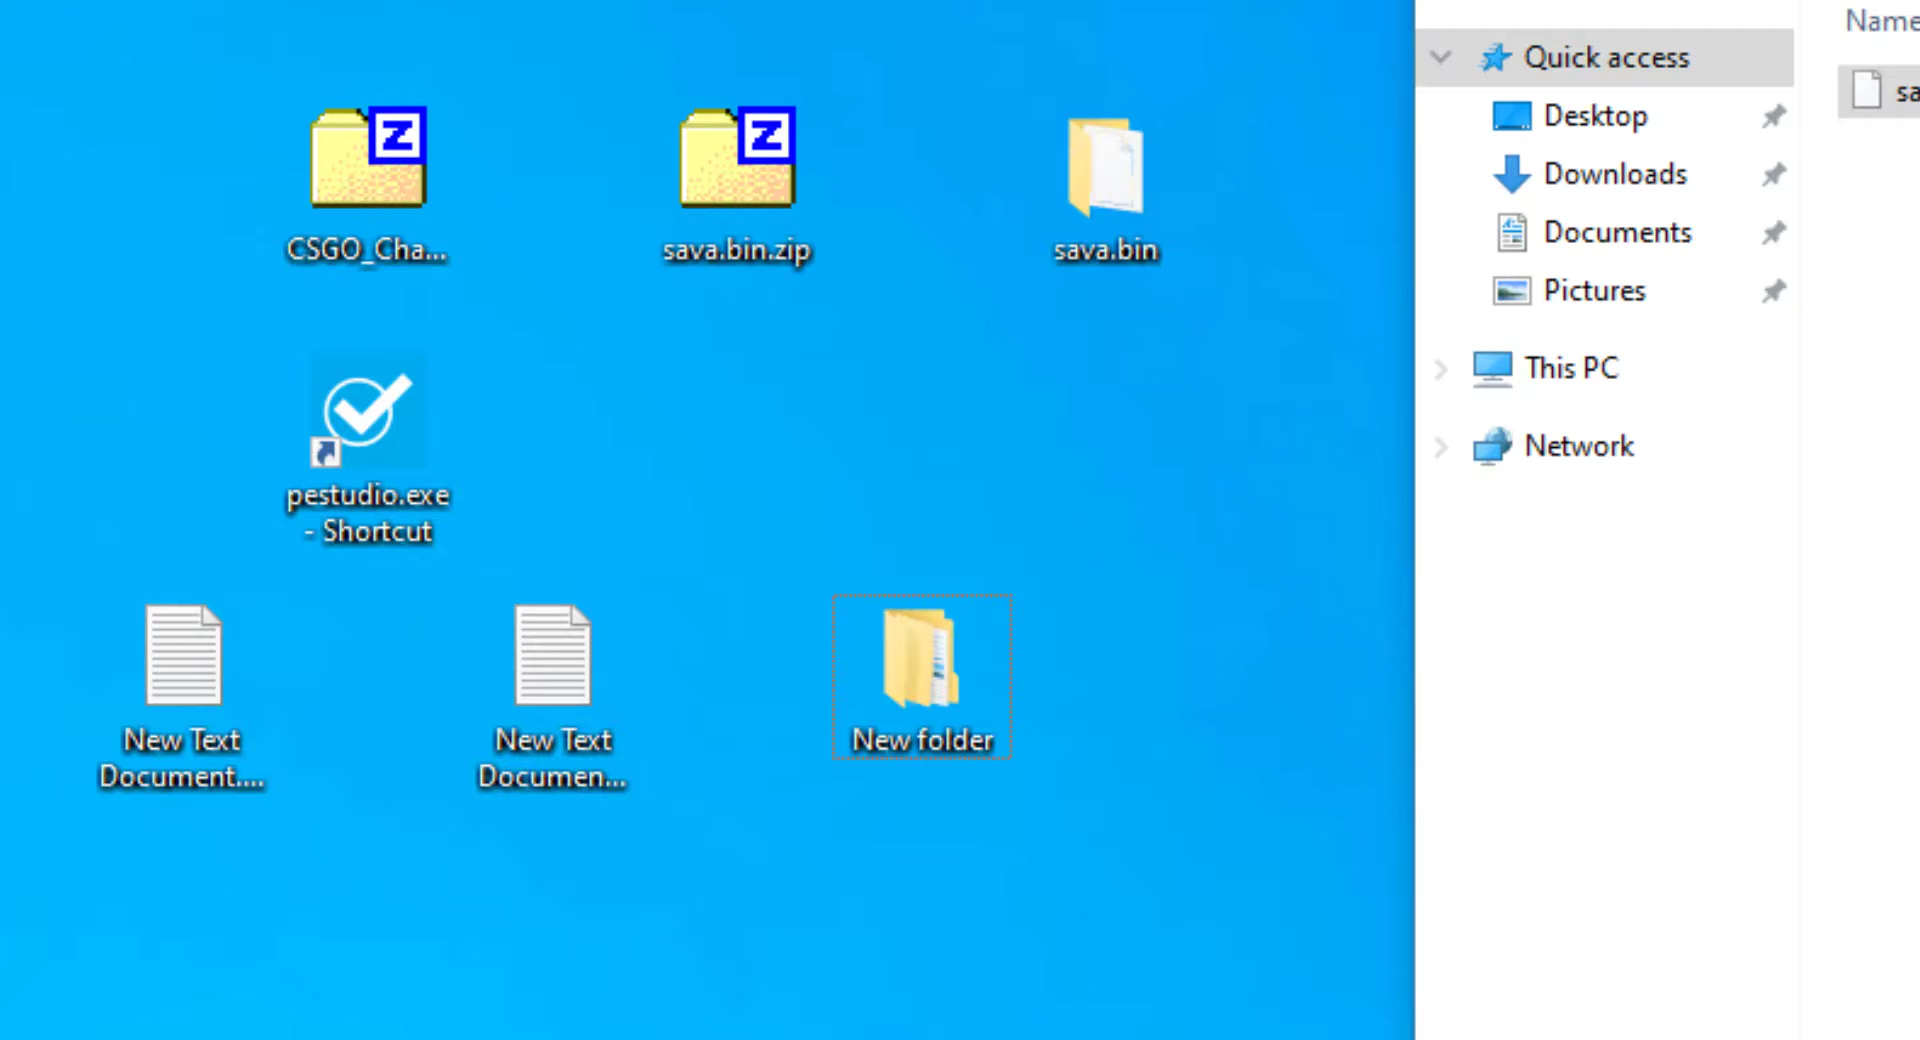 CSGO_Cha...
sava.bin.zip
sava.bin
pestudio.exe
- Shortcut
New Text
Document....
New Text
Documen...
New folder
Quick access
Desktop
Downloads
Documents
Pictures
This PC
Network
Name
sa